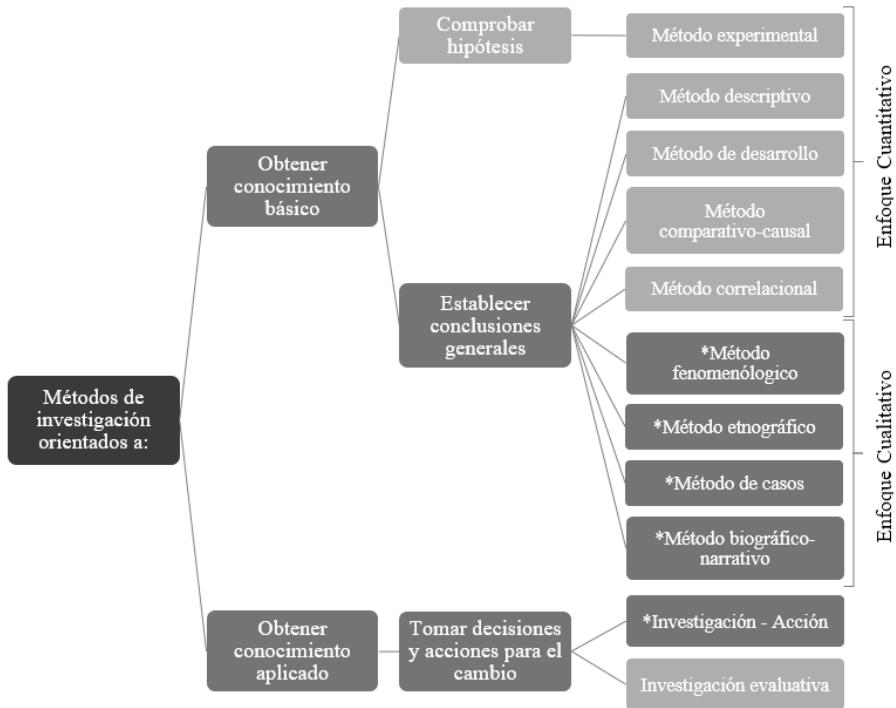 Métodos de
investigación
orientados a:
Obtener
conocimiento
básico
Comprobar
hipótesis
Método experimental
Establecer
conclusiones
generales
Método descriptivo
Método de desarrollo
Método
comparativo-causal
Método correlacional
*Método
fenomenólogico
*Método etnográfico
*Método de casos
*Método biográfico-
narrativo
Obtener
conocimiento
aplicado
Tomar decisiones
y acciones para el
cambio
*Investigación - Acción
Investigación evaluativa
Enfoque Cuantitativo
Enfoque Cualitativo